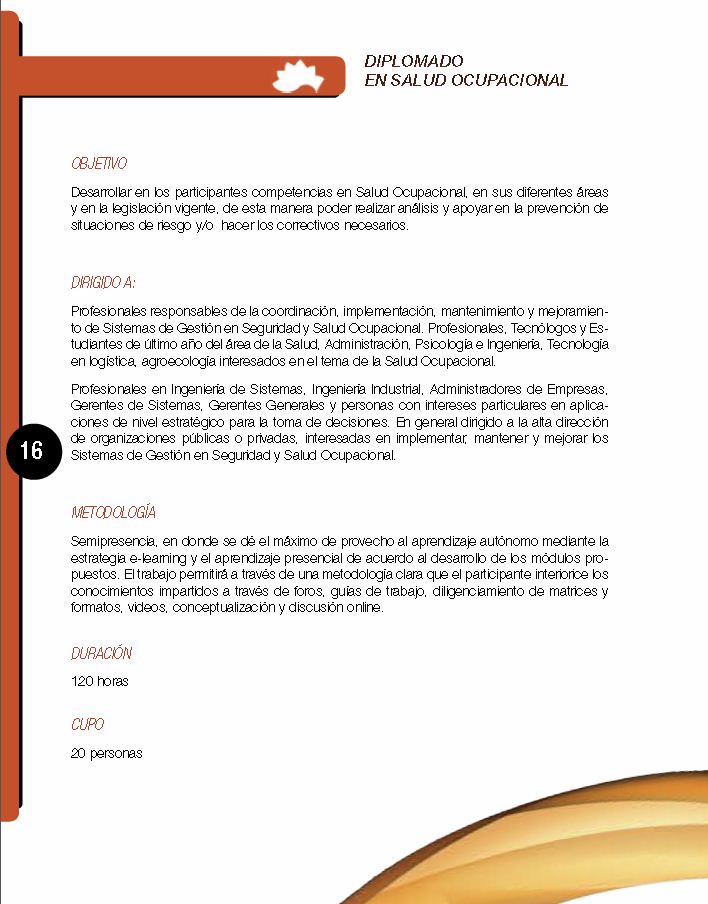 DIPLOMADO
EN SALUD OCUPACIONAL
OBJETIVO
Desarrollar en los participantes competencias en Salud Ocupacional, en sus diferentes áreas
y en la legislación vigente, de esta manera poder realizar análisis y apoyar en la prevención de
situaciones de riesgo y/o hacer los correctivos necesarios.
DIRIGIDO A:
Profesionales responsables de la coordinación, implementación, mantenimiento y mejoramien-
to de Sistemas de Gestión en Seguridad y Salud Ocupacional. Profesionales, Tecnólogos y Es-
tudiantes de último año del área de la Salud, Administración, Psicología e Ingeniería, Tecnología
en logística, agroecología interesados en el tema de la Salud Ocupacional.
Profesionales en Ingeniería de Sistemas, Ingeniería Industrial, Administradores de Empresas,
Gerentes de Sistemas, Gerentes Generales y personas con intereses particulares en aplica-
ciones de nivel estratégico para la toma de decisiones. En general dirigido a la alta dirección
de organizaciones públicas o privadas, interesadas en implementar, mantener y mejorar los
16
Sistemas de Gestión en Seguridad y Salud Ocupacional.
METODOLOGÍA
Semipresencia, en donde se dé el máximo de provecho al aprendizaje autónomo mediante la
estrategia e-learning y el aprendizaje presencial de acuerdo al desarrollo de los módulos pro-
puestos. El trabajo permitirá a través de una metodología clara que el participante interiorice los
conocimientos impartidos a través de foros, guías de trabajo, diligenciamiento de matrices y
formatos, videos, conceptualización y discusión online.
DURACIÓN
120 horas
CUPO
20 personas